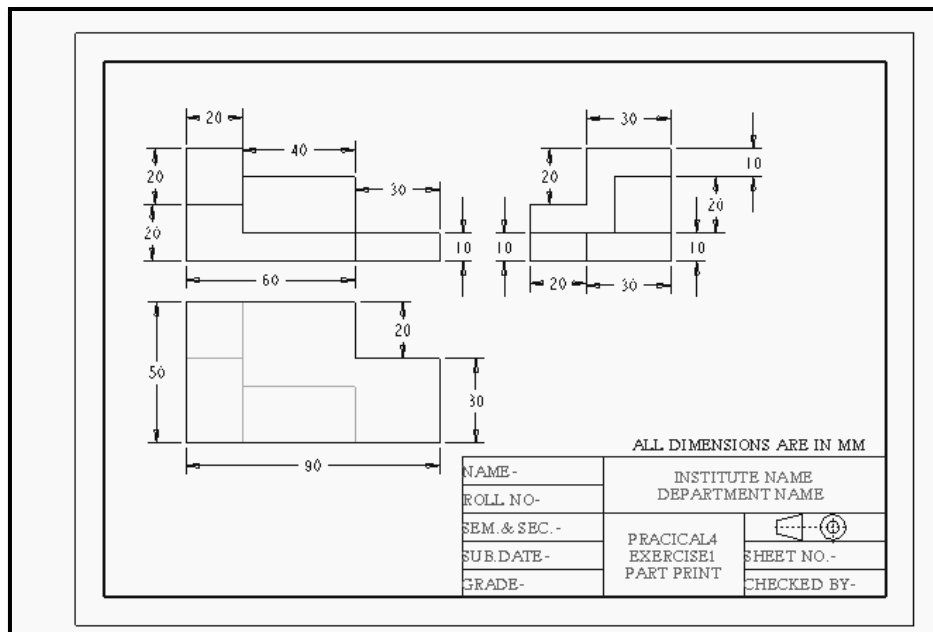 20
40
30
20
30
20
10
20
20
10
10
10
60
20
30
20
50
30
90
ALL DIMENSIONS ARE IN MM
NAME-
INSTITUTE NAME
DEPARTMENT NAME
ROLL NO-
SEM.& SEC.-
PRACICAL4
EXERCISE1
PART PRINT
SUB.DATE-
SHEET NO.-
GRADE-
CHECKED BY-